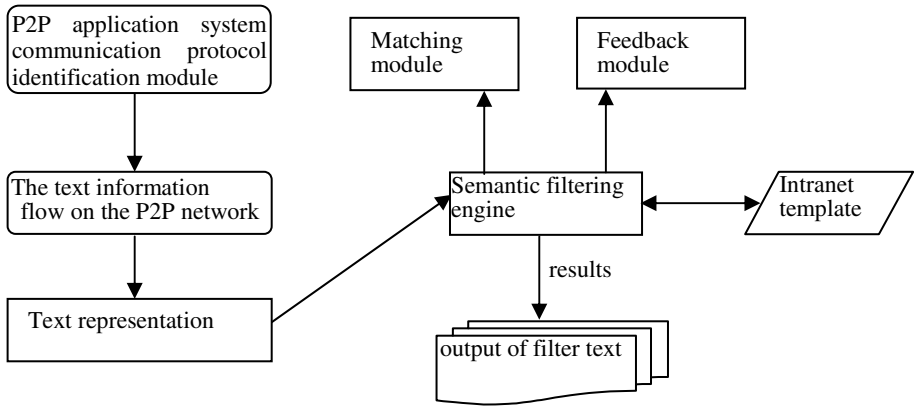 P2P application system
communication protocol
identification module
The text information
flow on the P2P network
Text representation
Matching
module
Feedback
module
Semantic filtering
engine
Intranet
template
results
output of filter text